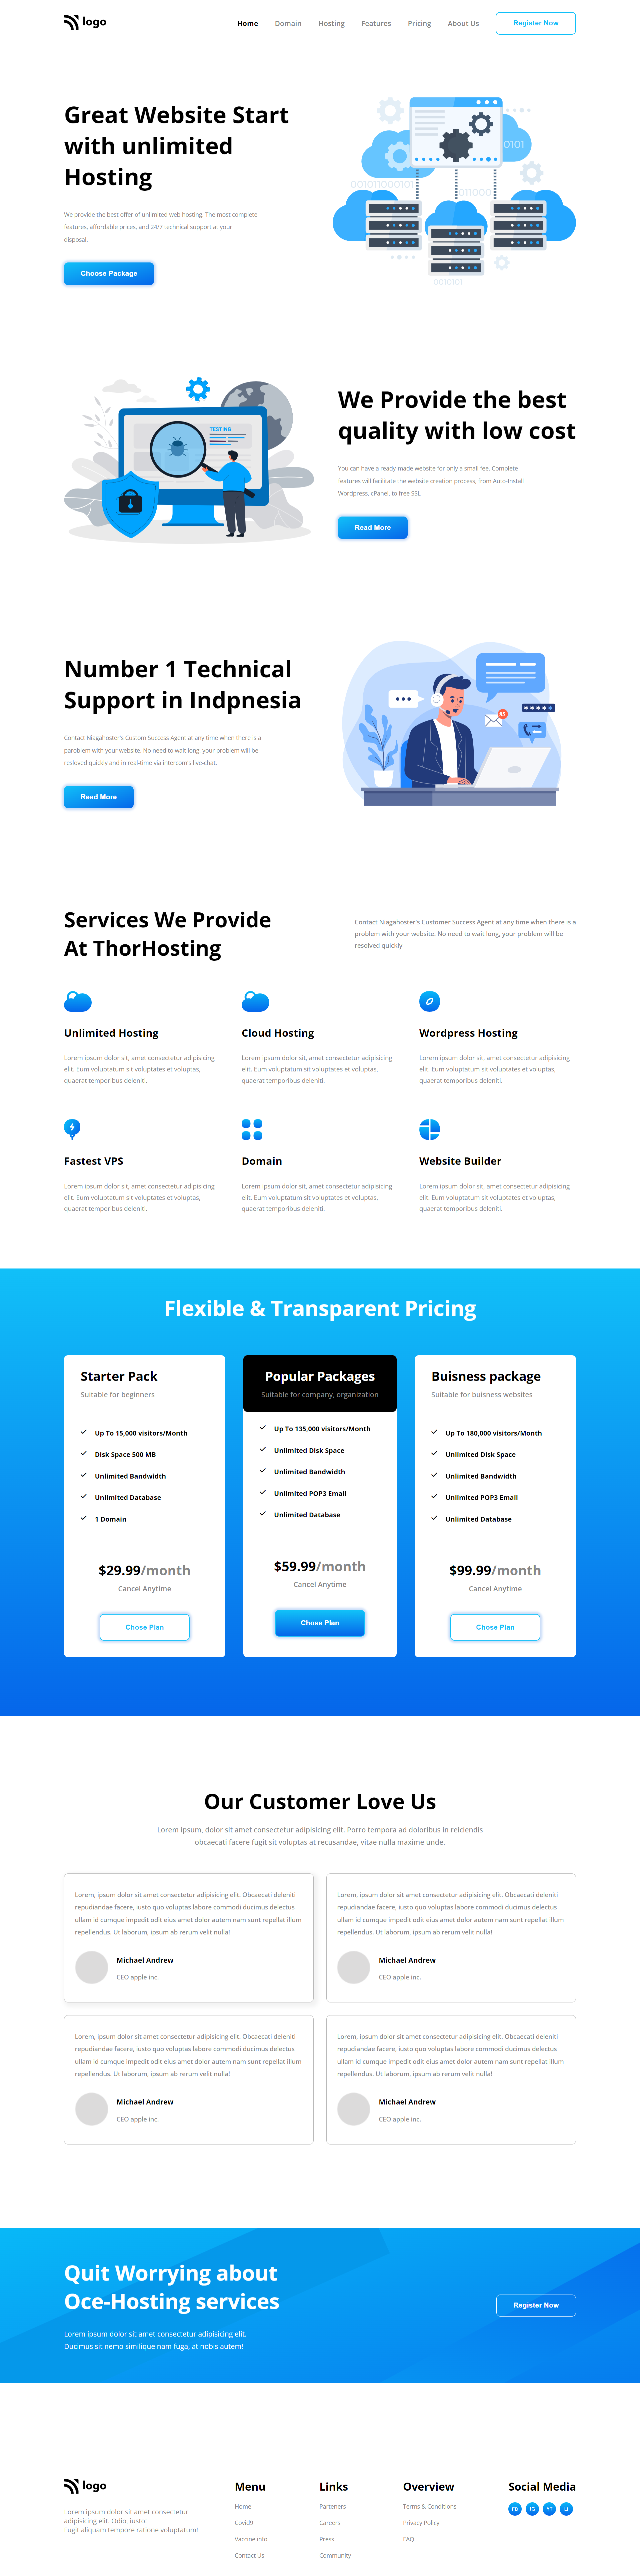 logo
Home Domain Hosting Features Pricing About Us Register Now
Great Website Start
with unlimited
Hosting
We provide the best offer of unlimited web hosting. The most complete
features, affordable prices, and 24/7 technical support at your
disposal.
Choose Package
0101
001011000101
011000
0010101
TESTING
We Provide the best
quality with low cost
You can have a ready-made website for only a small fee. Complete
features will facilitate the website creation process, from Auto-Install
Wordpress, cPanel, to free SSL
Read More
Number 1 Technical
Support in Indpnesia
Contact Niagahoster's Custom Success Agent at any time when there is a
paroblem with your website. No need to wait long, your problem will be
resloved quickly and in real-time via intercom's live-chat.
Read More
Services We Provide
At ThorHosting
Contact Niagahoster's Customer Success Agent at any time when there is a
problem with your website. No need to wait long, your problem will be
resolved quickly
Unlimited Hosting
Lorem ipsum dolor sit, amet consectetur adipisicing
elit. Eum voluptatum sit voluptates et voluptas,
quaerat temporibus deleniti.
Cloud Hosting
Lorem ipsum dolor sit, amet consectetur adipisicing
elit. Eum voluptatum sit voluptates et voluptas,
quaerat temporibus deleniti.
Wordpress Hosting
Lorem ipsum dolor sit, amet consectetur adipisicing
elit. Eum voluptatum sit voluptates et voluptas,
quaerat temporibus deleniti.
Fastest VPS
Lorem ipsum dolor sit, amet consectetur adipisicing
elit. Eum voluptatum sit voluptates et voluptas,
quaerat temporibus deleniti.
Domain
Lorem ipsum dolor sit, amet consectetur adipisicing
elit. Eum voluptatum sit voluptates et voluptas,
quaerat temporibus deleniti.
Website Builder
Lorem ipsum dolor sit, amet consectetur adipisicing
elit. Eum voluptatum sit voluptates et voluptas,
quaerat temporibus deleniti.
Flexible & Transparent Pricing
Starter Pack
Suitable for beginners
Up To 15,000 visitors/Month
Disk Space 500 MB
Unlimited Bandwidth
Unlimited Database
1 Domain
$29.99/month
Cancel Anytime
Chose Plan
Popular Packages
Suitable for company, organization
Up To 135,000 visitors/Month
Unlimited Disk Space
Unlimited Bandwidth
Unlimited POP3 Email
Unlimited Database
$59.99/month
Cancel Anytime
Chose Plan
Buisness package
Suitable for buisness websites
Up To 180,000 visitors/Month
Unlimited Disk Space
Unlimited Bandwidth
Unlimited POP3 Email
Unlimited Database
$99.99/month
Cancel Anytime
Chose Plan
Our Customer Love Us
Lorem ipsum, dolor sit amet consectetur adipisicing elit. Porro tempora ad doloribus in reiciendis
obcaecati facere fugit sit voluptas at recusandae, vitae nulla maxime unde.
Lorem, ipsum dolor sit amet consectetur adipisicing elit. Obcaecati deleniti
repudiandae facere, iusto quo voluptas labore commodi ducimus delectus
ullam id cumque impedit odit eius amet dolor autem nam sunt repellat illum
repellendus. Ut laborum, ipsum ab rerum velit nulla!
Michael Andrew
CEO apple inc.
Lorem, ipsum dolor sit amet consectetur adipisicing elit. Obcaecati deleniti
repudiandae facere, iusto quo voluptas labore commodi ducimus delectus
ullam id cumque impedit odit eius amet dolor autem nam sunt repellat illum
repellendus. Ut laborum, ipsum ab rerum velit nulla!
Michael Andrew
CEO apple inc.
Lorem, ipsum dolor sit amet consectetur adipisicing elit. Obcaecati deleniti
repudiandae facere, iusto quo voluptas labore commodi ducimus delectus
ullam id cumque impedit odit eius amet dolor autem nam sunt repellat illum
repellendus. Ut laborum, ipsum ab rerum velit nulla!
Michael Andrew
CEO apple inc.
Lorem, ipsum dolor sit amet consectetur adipisicing elit. Obcaecati deleniti
repudiandae facere, iusto quo voluptas labore commodi ducimus delectus
ullam id cumque impedit odit eius amet dolor autem nam sunt repellat illum
repellendus. Ut laborum, ipsum ab rerum velit nulla!
Michael Andrew
CEO apple inc.
Quit Worrying about
Oce-Hosting services
Lorem ipsum dolor sit amet consectetur adipisicing elit.
Ducimus sit nemo similique nam fuga, at nobis autem!
Register Now
logo
Lorem ipsum dolor sit amet consectetur
adipisicing elit. Odio, iusto!
Fugit aliquam tempore ratione voluptatum!
Menu
Home
Covid9
Vaccine info
Contact Us
Links
Parteners
Careers
Press
Community
Overview
Terms & Conditions
Privacy Policy
FAQ
Social Media
FB IG YT LI